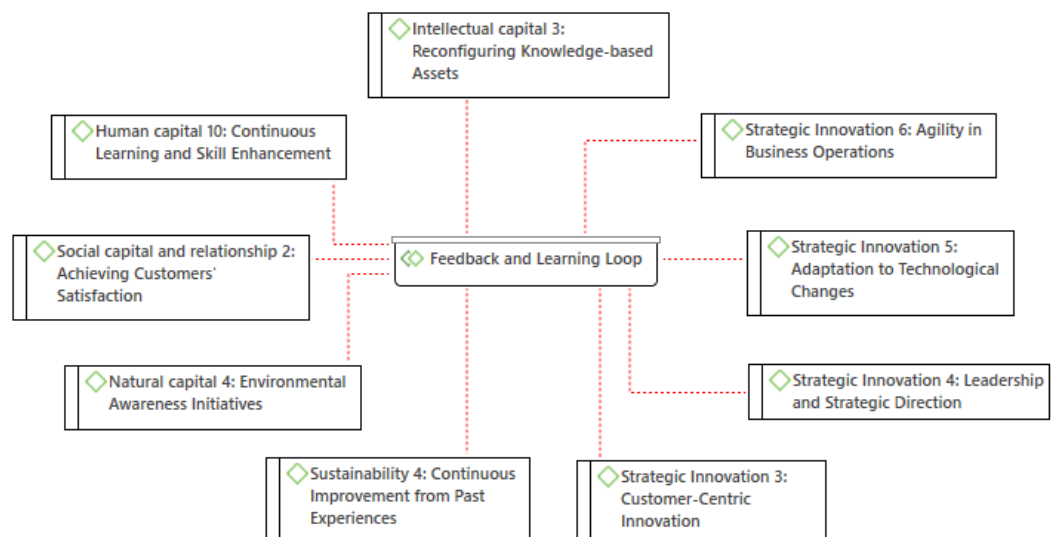 Intellectual capital 3:
Reconfiguring Knowledge-based
Assets
Human capital 10: Continuous
Learning and Skill Enhancement
Strategic Innovation 6: Agility in
Business Operations
Social capital and relationship 2:
Achieving Customers'
Satisfaction
Feedback and Learning Loop
Strategic Innovation 5:
Adaptation to Technological
Changes
Natural capital 4: Environmental
Awareness Initiatives
Strategic Innovation 4: Leadership
and Strategic Direction
Sustainability 4: Continuous
Improvement from Past
Experiences
Strategic Innovation 3:
Customer-Centric
Innovation